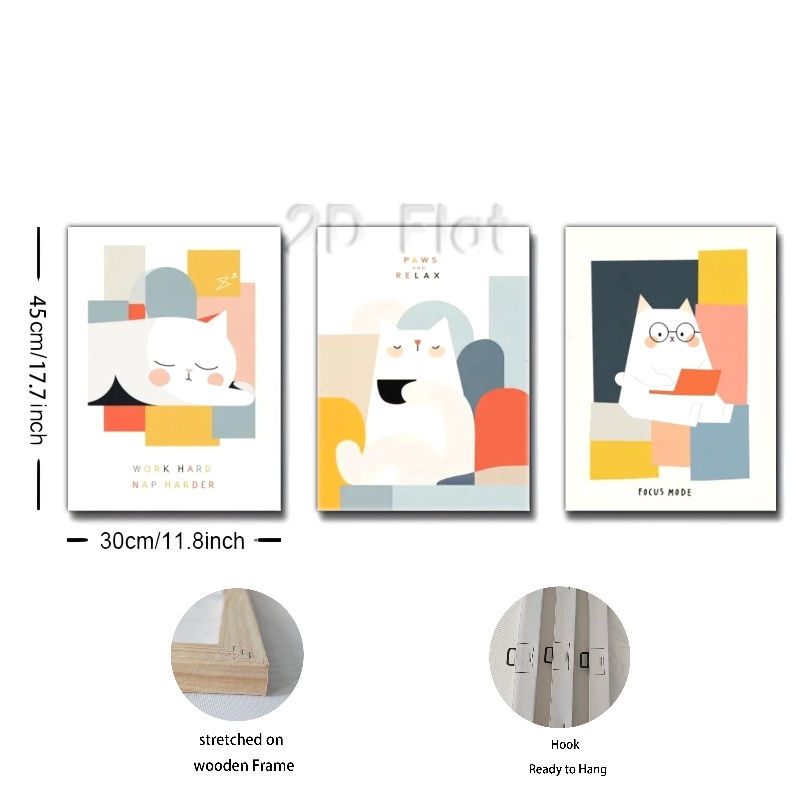 2D Flat
PAWS
AND
RELAX
WORK HARD
NAP HARDER
FOCUS MODE
45cm/17.7inch
30cm/11.8inch
stretched on
wooden Frame
Hook
Ready to Hang